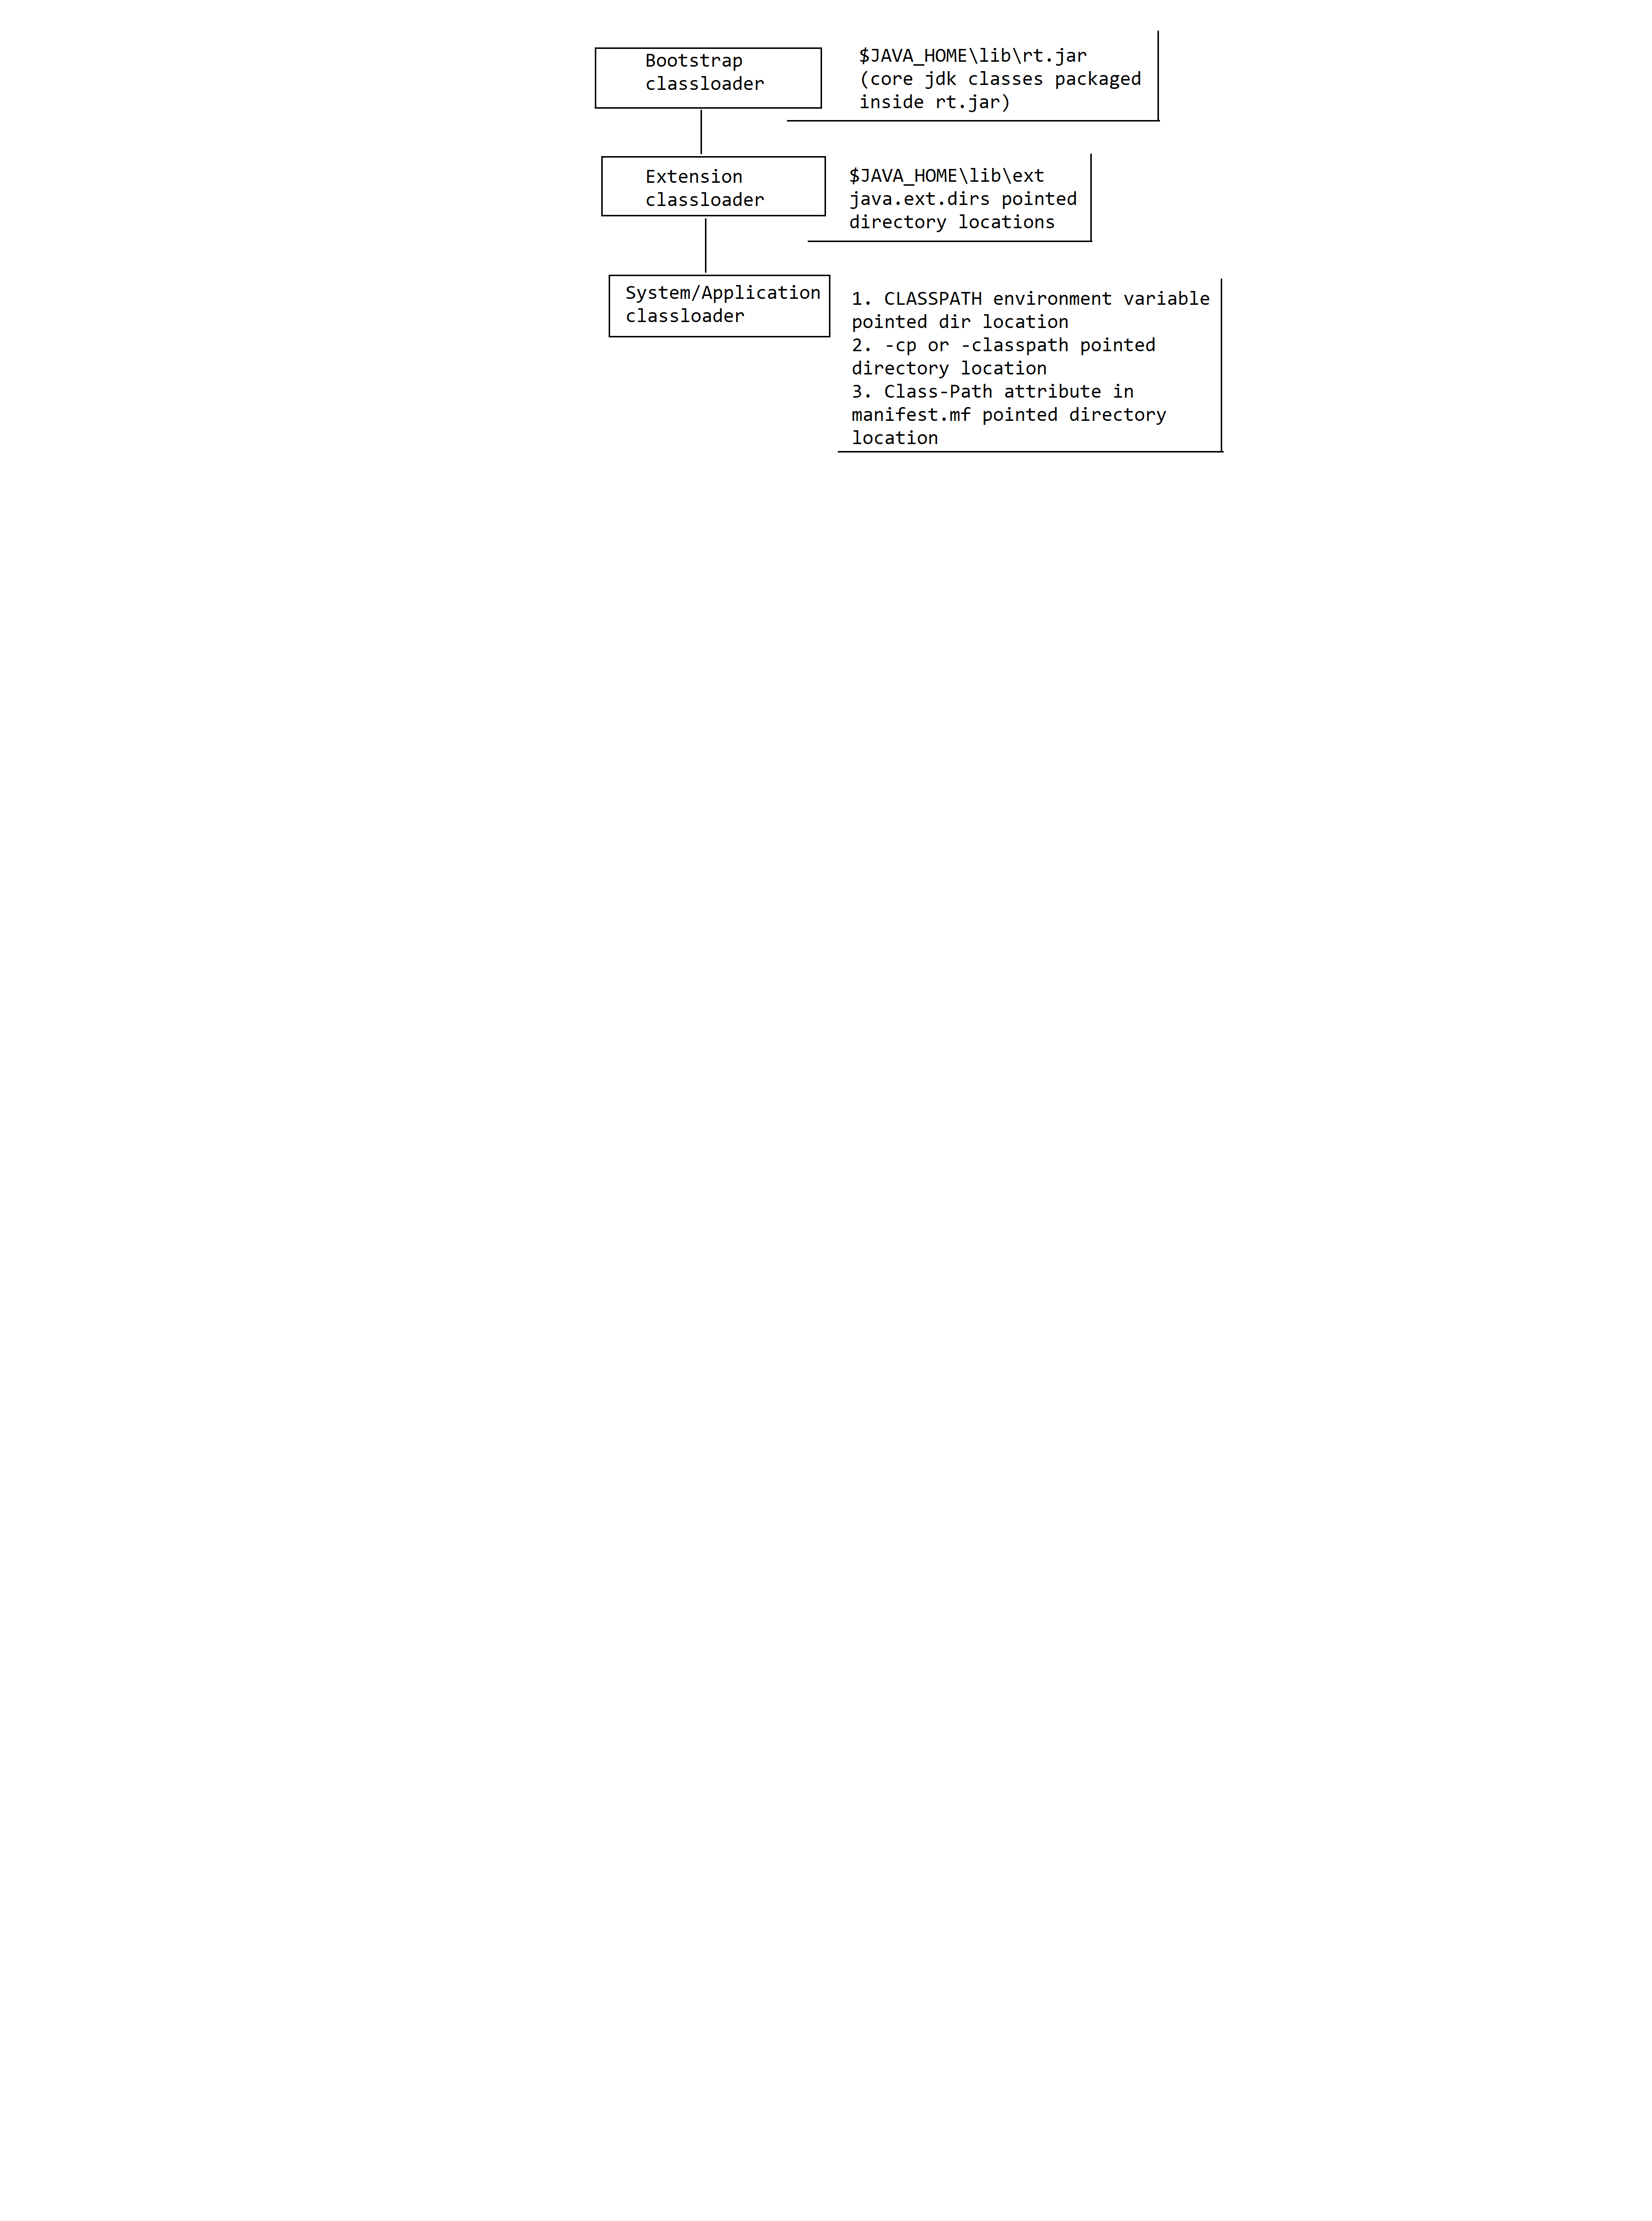 Bootstrap
classloader
$JAVA_HOME\lib\rt.jar
(core jdk classes packaged
inside rt.jar)
Extension
classloader
$JAVA_HOME\lib\ext
java.ext.dirs pointed
directory locations
System/Application
classloader
1. CLASSPATH environment variable
pointed dir location
2. -cp or -classpath pointed
directory location
3. Class-Path attribute in
manifest.mf pointed directory
location